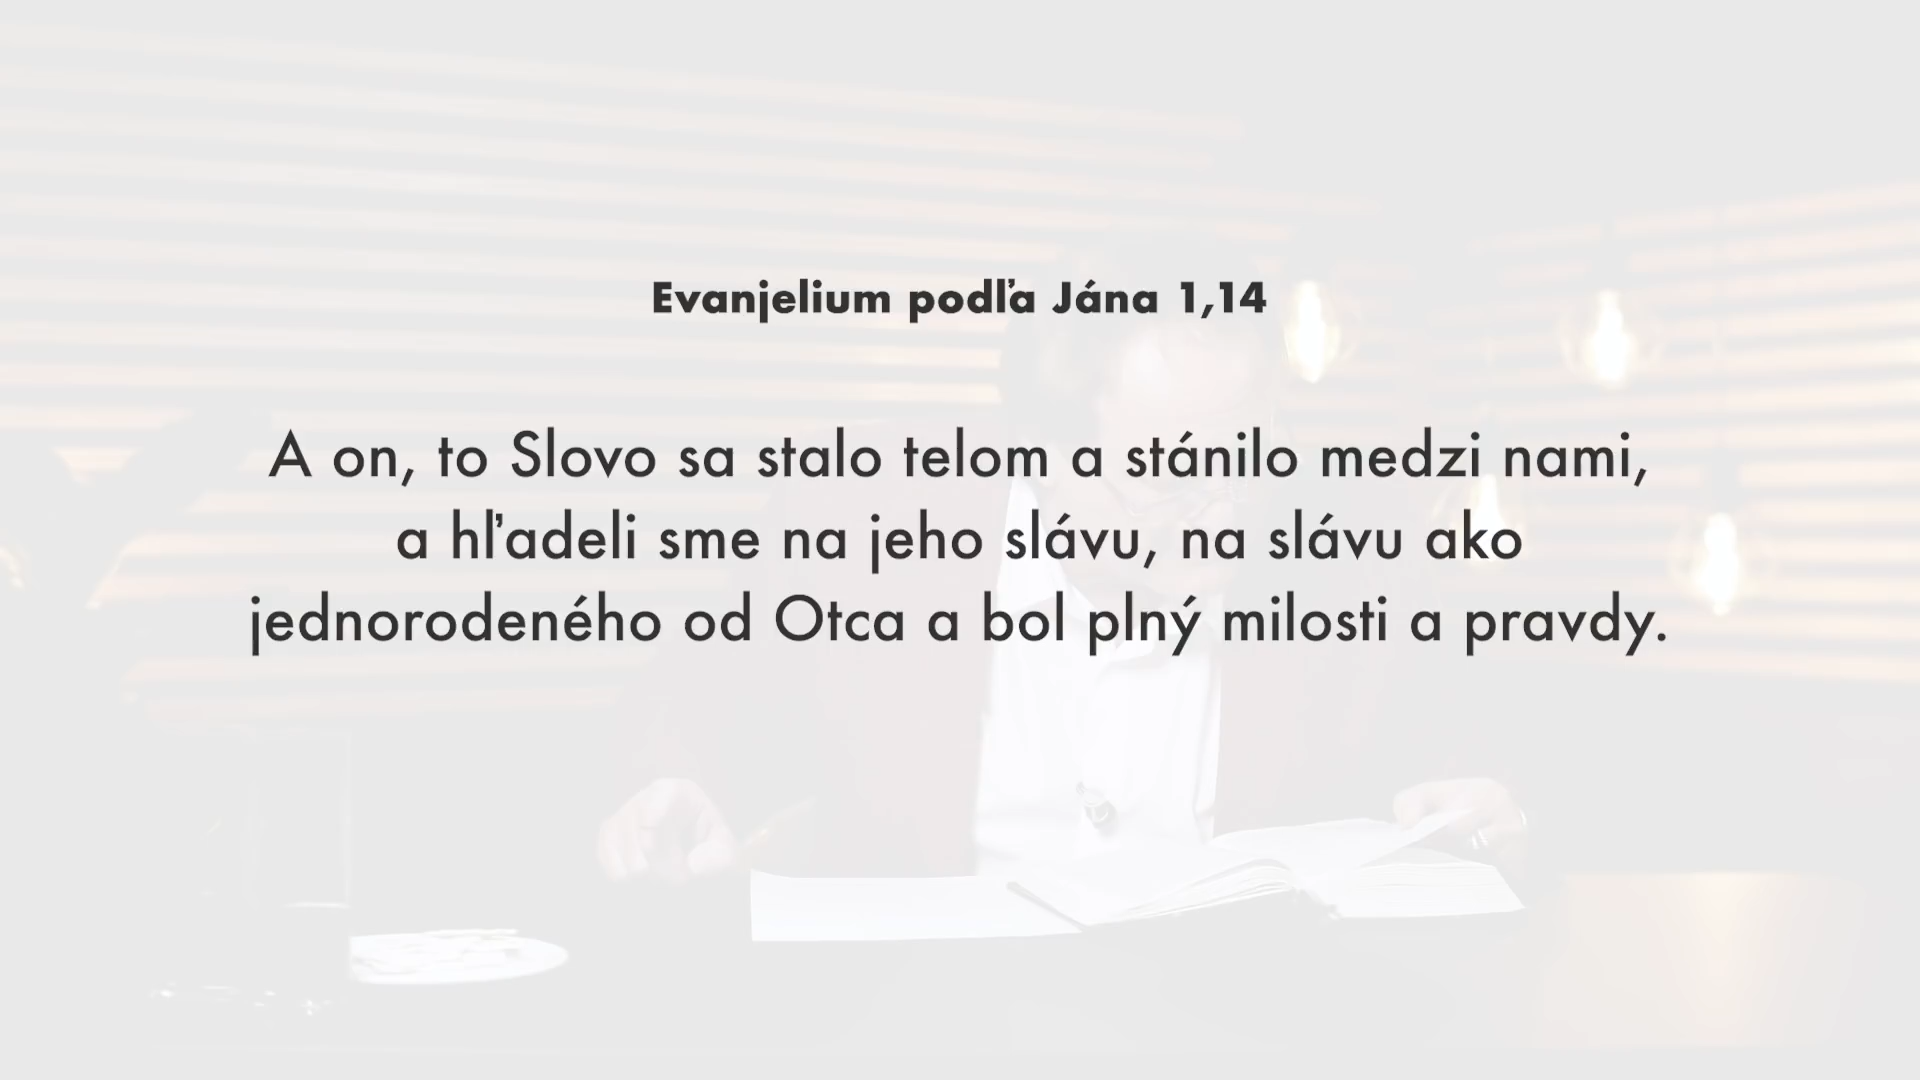 Evanjelium podľa Jána 1,14
A on, to Slovo sa stalo telom a stánilo medzi nami,
a hľadeli sme na jeho slávu, na slávu ako
jednorodeného od Otca a bol plný milosti a pravdy.